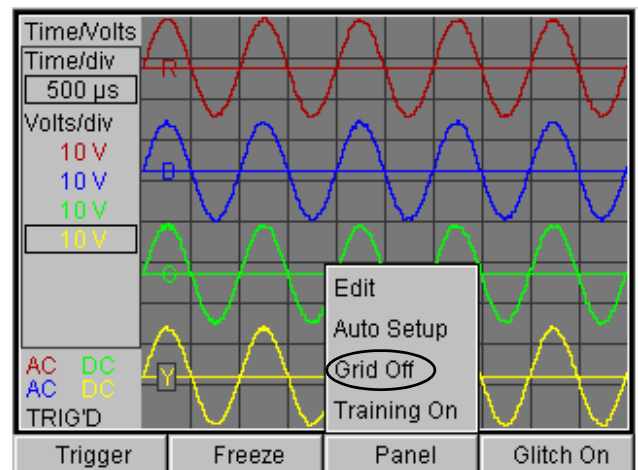 Time/Volts
Time/div
500 µs
Volts/div
10 V
10 V
10 V
10 V
AC DC
AC DC
TRIG'D
R
B
G
Y
Edit
Auto Setup
Grid Off
Training On
Trigger
Freeze
Panel
Glitch On